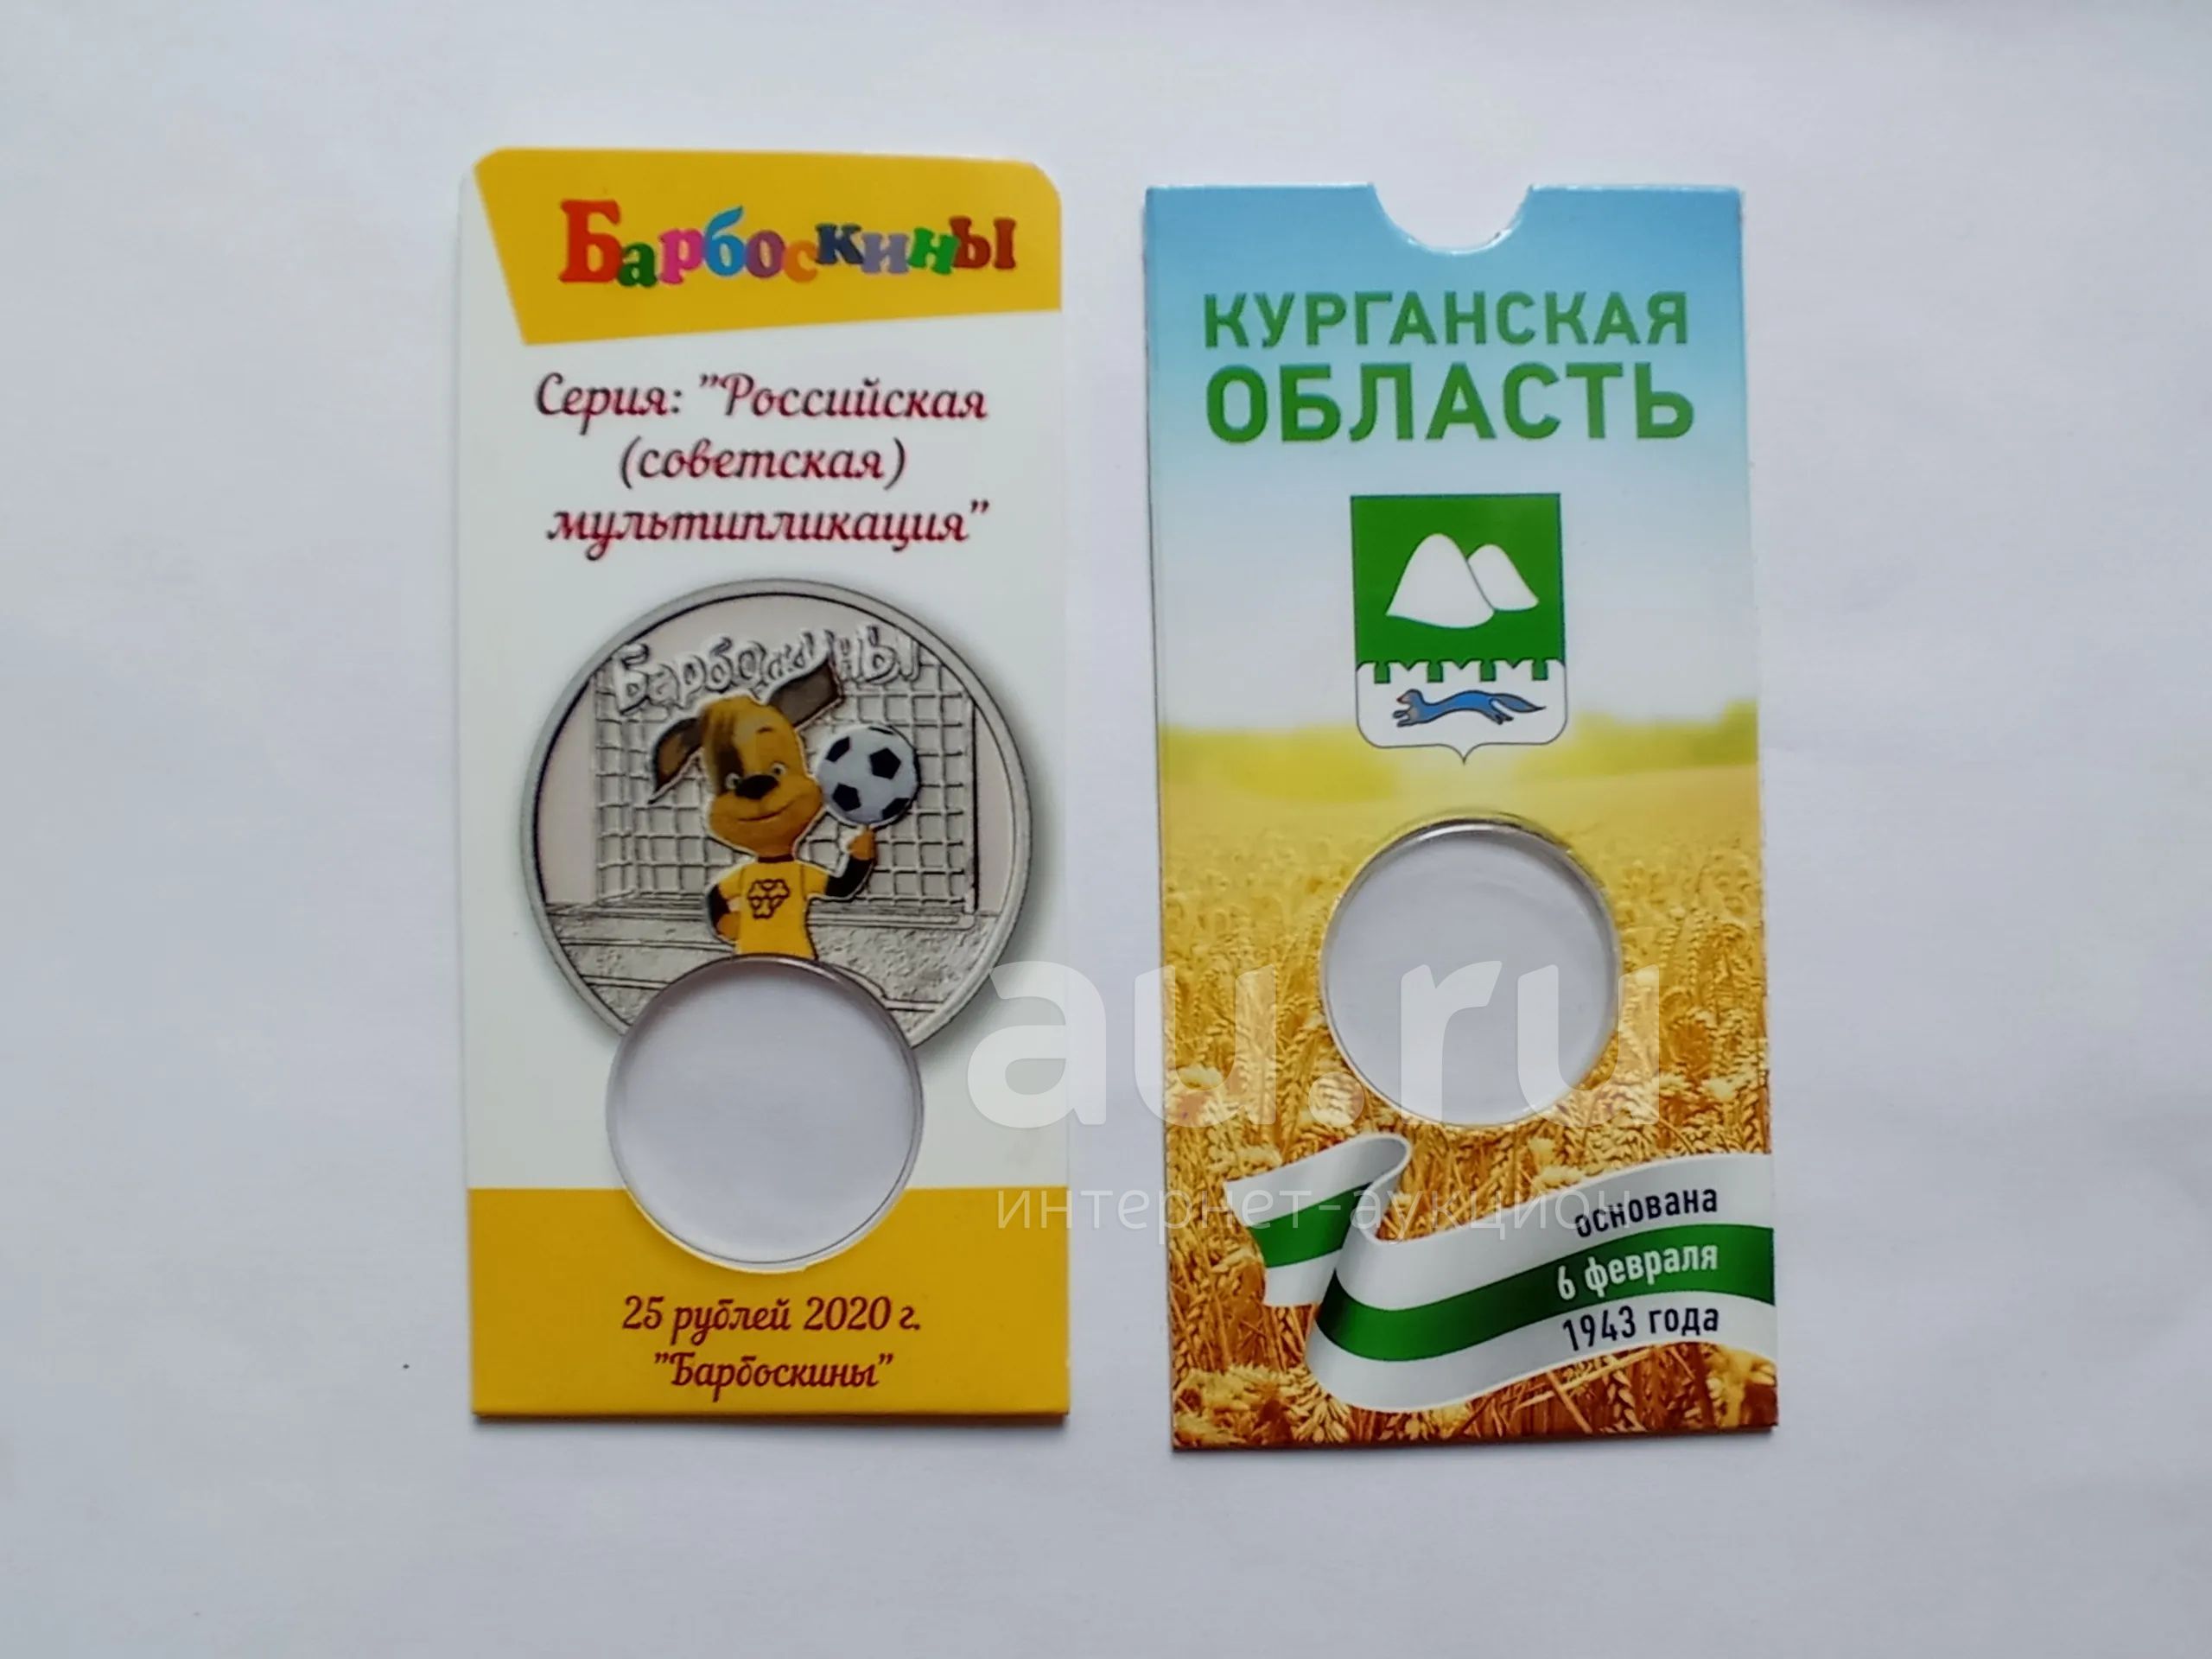 Барбоскины
Серия: "Российская
(советская)
мультипликация"
Барбоскины
25 рублей 2020 г.
"Барбоскины"
КУРГАНСКАЯ
ОБЛАСТЬ
основана
6 февраля
1943 года
au.ru
интернет-аукцион